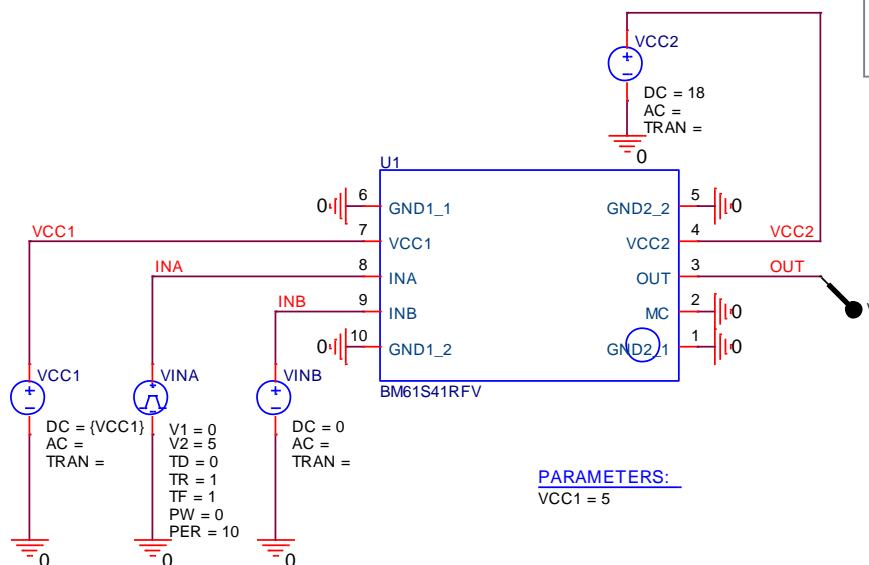 VCC2
DC = 18
AC =
TRAN =
0
U1
0
6
GND1_1
GND2_2
5
0
VCC1
7
VCC1
VCC2
4
VCC2
INA
8
INA
OUT
3
OUT
INB
9
INB
MC
2
0
0
10
GND1_2
GND2_1
1
0
BM61S41RFV
VCC1
DC = {VCC1}
AC =
TRAN =
0
VINA
V1 = 0
V2 = 5
TD = 0
TR = 1
TF = 1
PW = 0
PER = 10
0
VINB
DC = 0
AC =
TRAN =
0
PARAMETERS:
VCC1 = 5